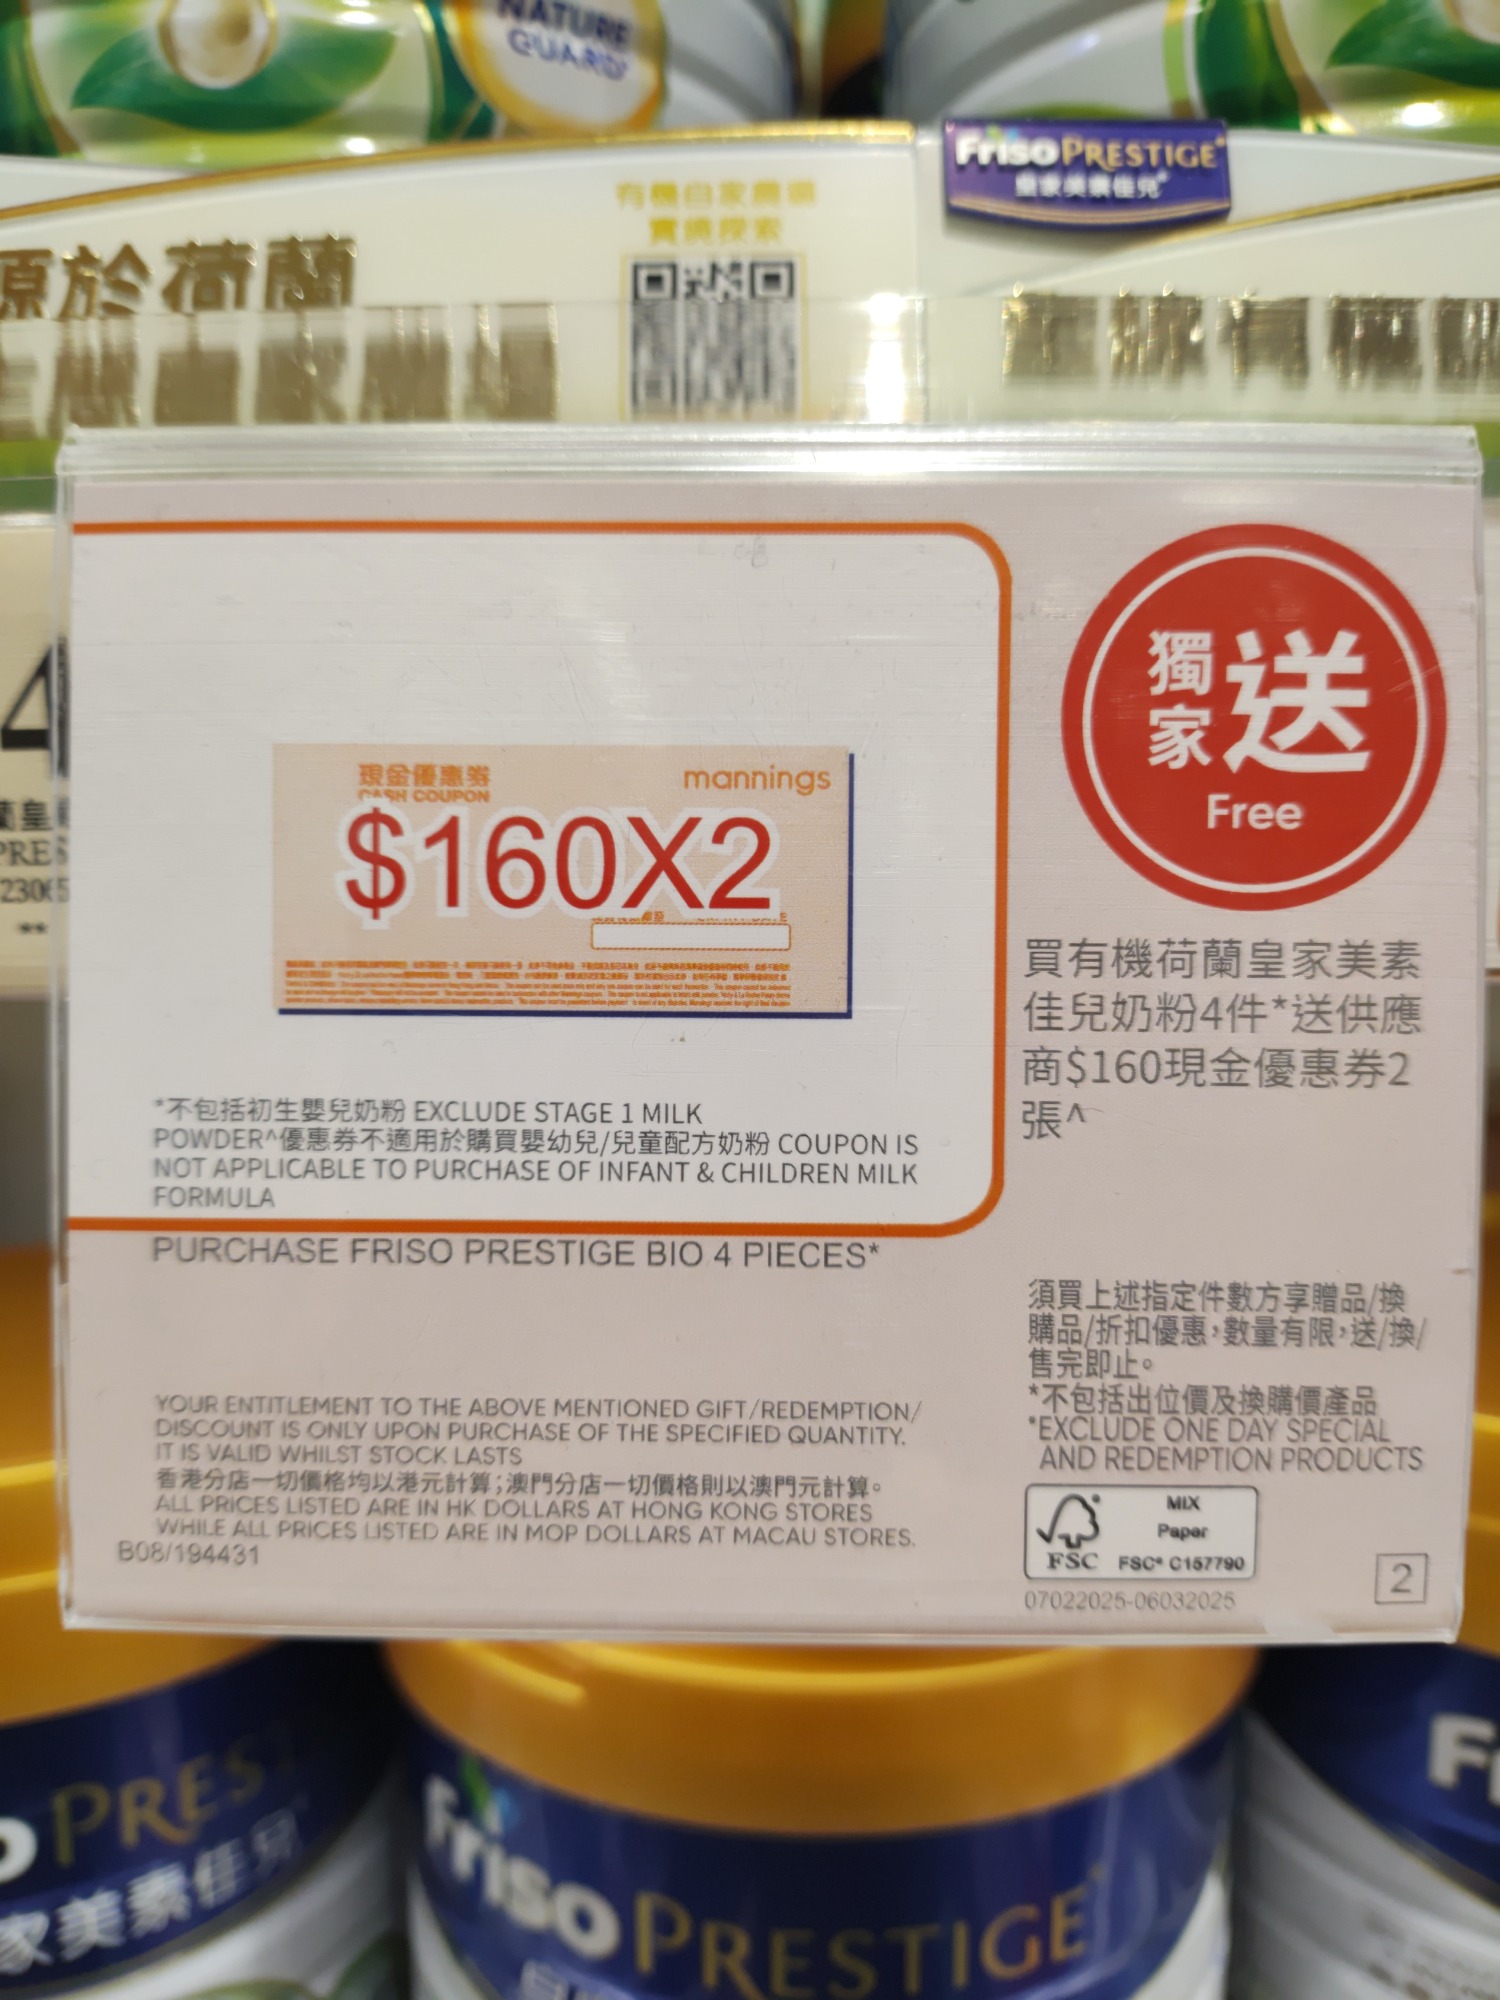 NATURE
GUARD
FRISO PRESTIGE
皇家美素佳兒
源於荷蘭
4
PRES
23065
**
獨家
送
Free
現金優惠券
mannings
CASH COUPON
$160X2
買有機荷蘭皇家美素
佳兒奶粉4件*送供應
商$160現金優惠券2
張^
*不包括初生嬰兒奶粉 EXCLUDE STAGE 1 MILK
POWDER^優惠券不適用於購買嬰幼兒/兒童配方奶粉 COUPON IS
NOT APPLICABLE TO PURCHASE OF INFANT & CHILDREN MILK
FORMULA
PURCHASE FRISO PRESTIGE BIO 4 PIECES*
須買上述指定件數方享贈品/換
購品/折扣優惠,數量有限,送/換/
售完即止。
*不包括出位價及換購價產品
*EXCLUDE ONE DAY SPECIAL
AND REDEMPTION PRODUCTS
YOUR ENTITLEMENT TO THE ABOVE MENTIONED GIFT/REDEMPTION/
DISCOUNT IS ONLY UPON PURCHASE OF THE SPECIFIED QUANTITY.
IT IS VALID WHILST STOCK LASTS
香港分店一切價格均以港元計算;澳門分店一切價格則以澳門元計算。
ALL PRICES LISTED ARE IN HK DOLLARS AT HONG KONG STORES
WHILE ALL PRICES LISTED ARE IN MOP DOLLARS AT MACAU STORES.
B08/194431
MIX
Paper
FSC
FSC® C157790
07022025-06032025
2
O PRES
家美素佳兒
FRISO PRESTIGE